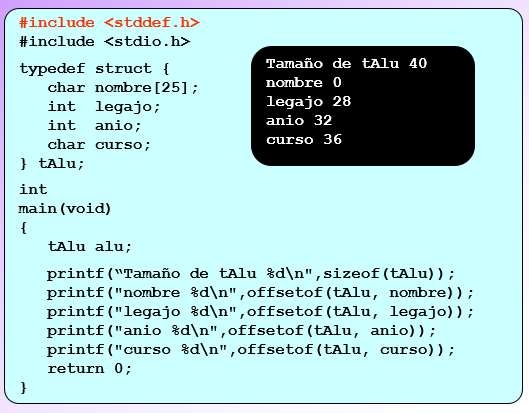 #include <stddef.h>
#include <stdio.h>
typedef struct {
   char nombre[25];
   int  legajo;
   int  anio;
   char curso;
} tAlu;
int
main(void)
{
   tAlu alu;
   printf(“Tamaño de tAlu %d\n",sizeof(tAlu));
   printf("nombre %d\n",offsetof(tAlu, nombre));
   printf("legajo %d\n",offsetof(tAlu, legajo));
   printf("anio %d\n",offsetof(tAlu, anio));
   printf("curso %d\n",offsetof(tAlu, curso));
   return 0;
}
Tamaño de tAlu 40
nombre 0
legajo 28
anio 32
curso 36